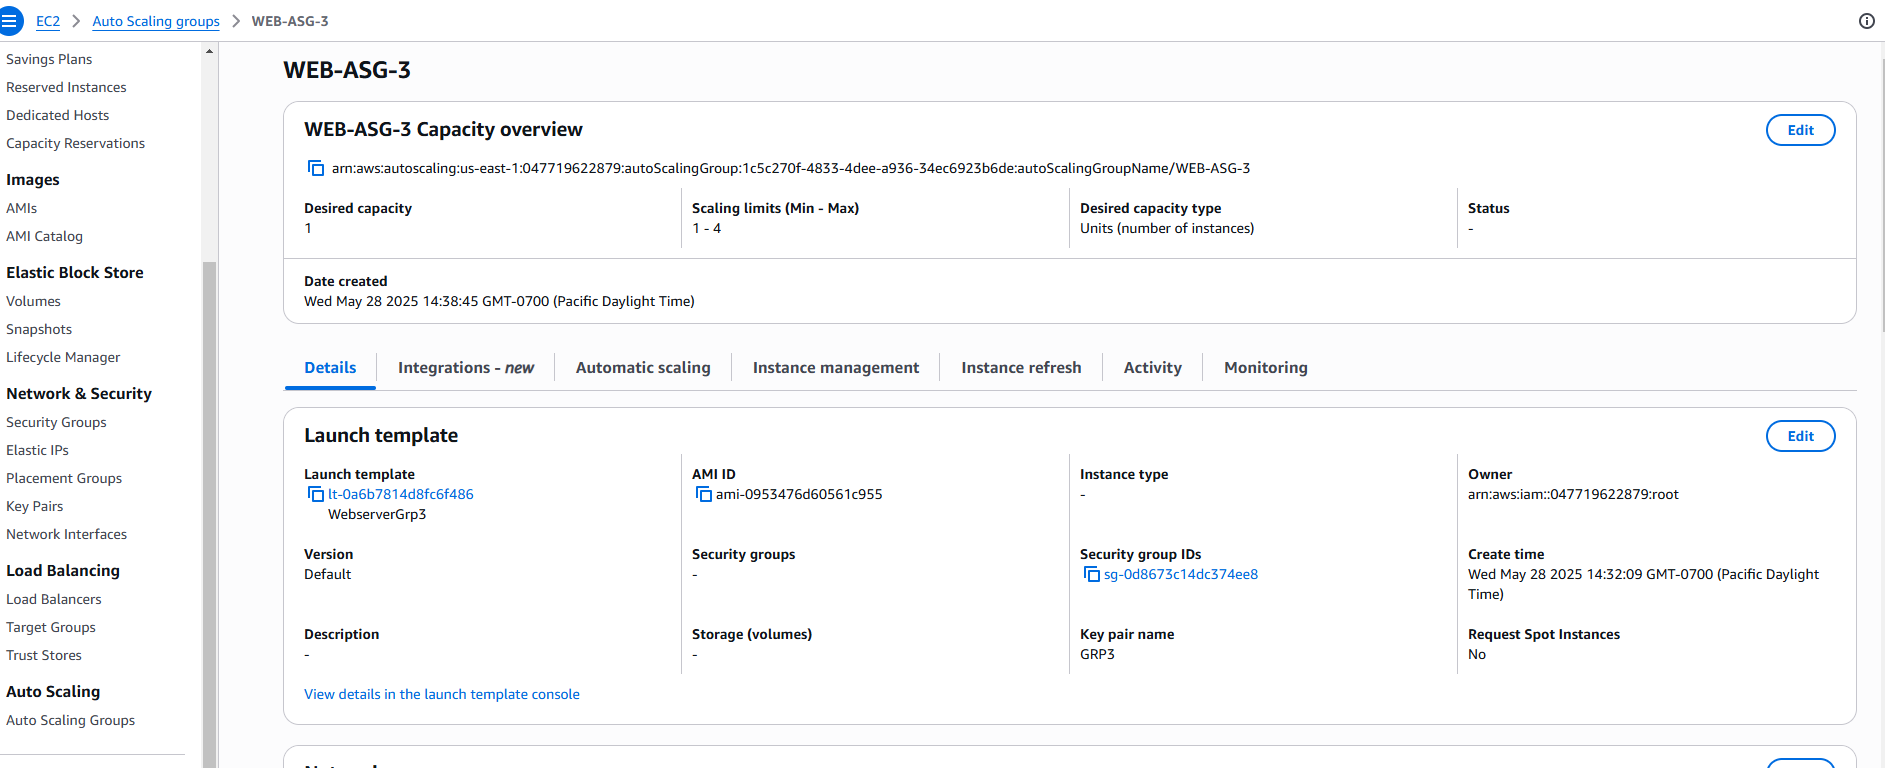 EC2 > Auto Scaling groups > WEB-ASG-3
Savings Plans
Reserved Instances
Dedicated Hosts
Capacity Reservations
Images
AMIs
AMI Catalog
Elastic Block Store
Volumes
Snapshots
Lifecycle Manager
Network & Security
Security Groups
Elastic IPs
Placement Groups
Key Pairs
Network Interfaces
Load Balancing
Load Balancers
Target Groups
Trust Stores
Auto Scaling
Auto Scaling Groups
WEB-ASG-3
WEB-ASG-3 Capacity overview
Edit
arn:aws:autoscaling:us-east-1:047719622879:autoScalingGroup:1c5c270f-4833-4dee-a936-34ec6923b6de:autoScalingGroupName/WEB-ASG-3
Desired capacity
1
Scaling limits (Min - Max)
1 - 4
Desired capacity type
Units (number of instances)
Status
-
Date created
Wed May 28 2025 14:38:45 GMT-0700 (Pacific Daylight Time)
Details
Integrations - new
Automatic scaling
Instance management
Instance refresh
Activity
Monitoring
Launch template
Edit
Launch template
lt-0a6b7814d8fc6f486
WebserverGrp3
AMI ID
ami-0953476d60561c955
Instance type
-
Owner
arn:aws:iam::047719622879:root
Version
Default
Security groups
-
Security group IDs
sg-0d8673c14dc374ee8
Create time
Wed May 28 2025 14:32:09 GMT-0700 (Pacific Daylight
Time)
Description
-
Storage (volumes)
-
Key pair name
GRP3
Request Spot Instances
No
View details in the launch template console